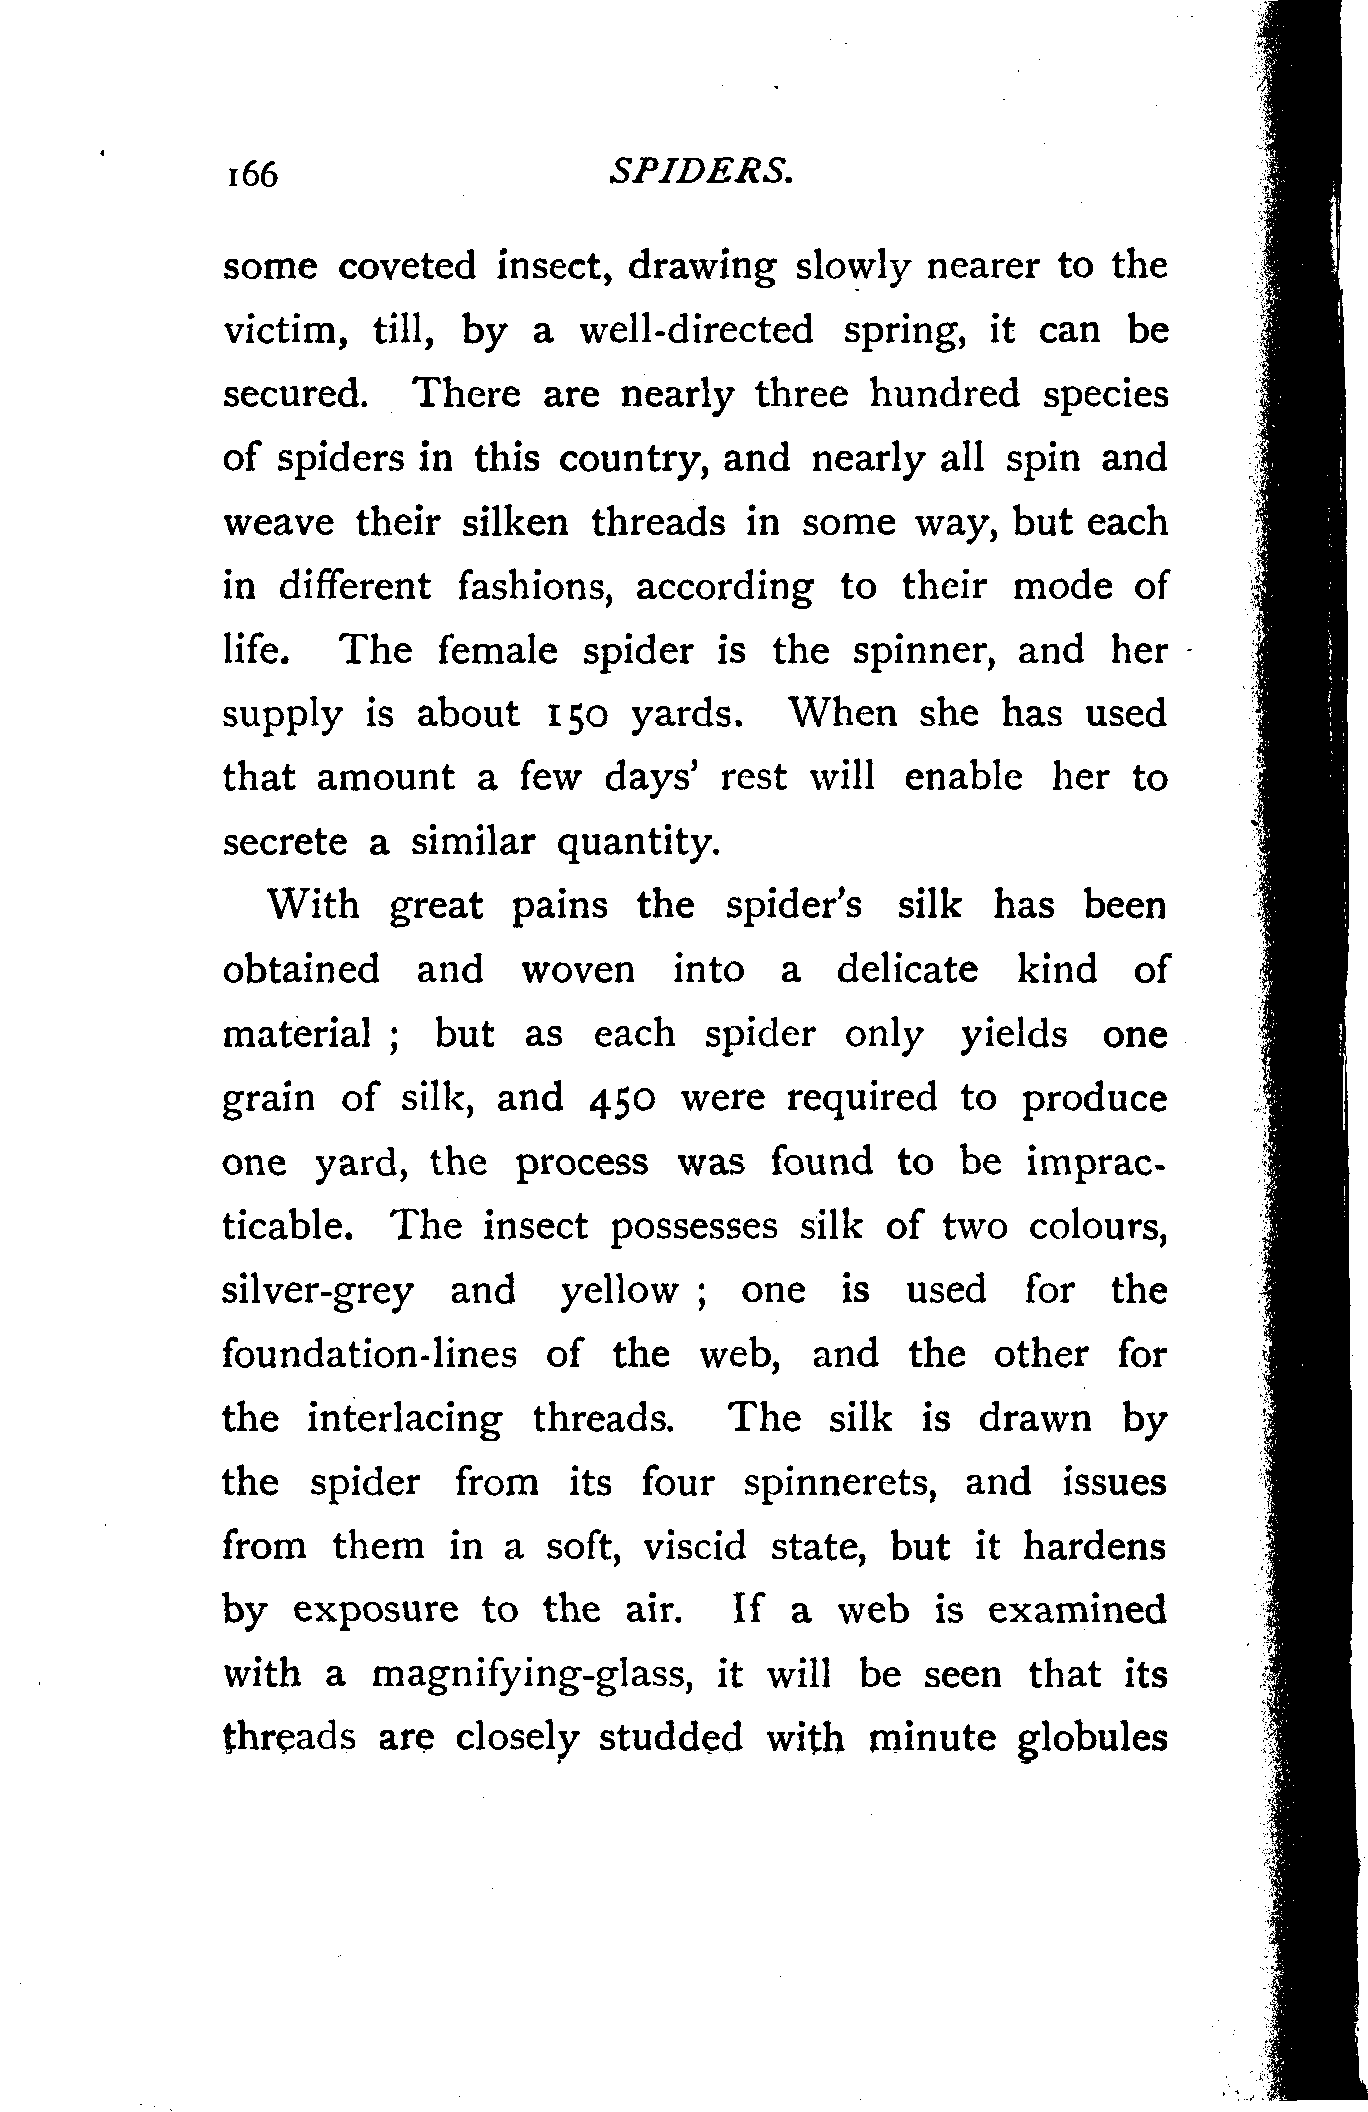 166 SPIDERS.
some coveted insect, drawing slowly nearer to the
victim, till, by a well-directed spring, it can be
secured. There are nearly three hundred species
of spiders in this country, and nearly all spin and
weave their silken threads in some way, but each
in different fashions, according to their mode of
life. The female spider is the spinner, and her
supply is about 150 yards. When she has used
that amount a few days' rest will enable her to
secrete a similar quantity.
With great pains the spider's silk has been
obtained and woven into a delicate kind of
material ; but as each spider only yields one
grain of silk, and 450 were required to produce
one yard, the process was found to be imprac-
ticable. The insect possesses silk of two colours,
silver-grey and yellow ; one is used for the
foundation-lines of the web, and the other for
the interlacing threads. The silk is drawn by
the spider from its four spinnerets, and issues
from them in a soft, viscid state, but it hardens
by exposure to the air. If a web is examined
with a magnifying-glass, it will be seen that its
threads are closely studded with minute globules